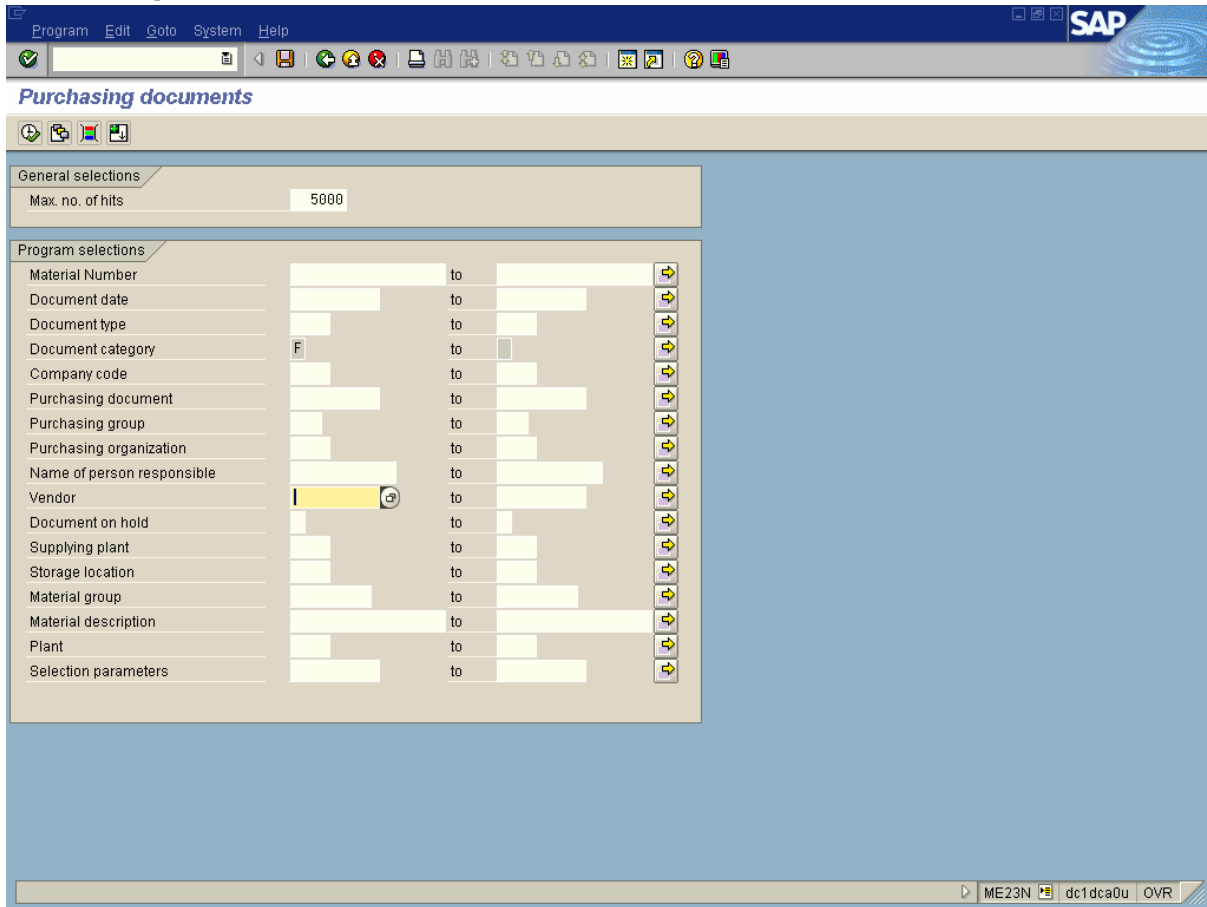 Program Edit Goto System Help
SAP
Purchasing documents
General selections
Max. no. of hits 5000
Program selections
Material Number to
Document date to
Document type to
Document category F to
Company code to
Purchasing document to
Purchasing group to
Purchasing organization to
Name of person responsible to
Vendor to
Document on hold to
Supplying plant to
Storage location to
Material group to
Material description to
Plant to
Selection parameters to
ME23N dc1dca0u OVR